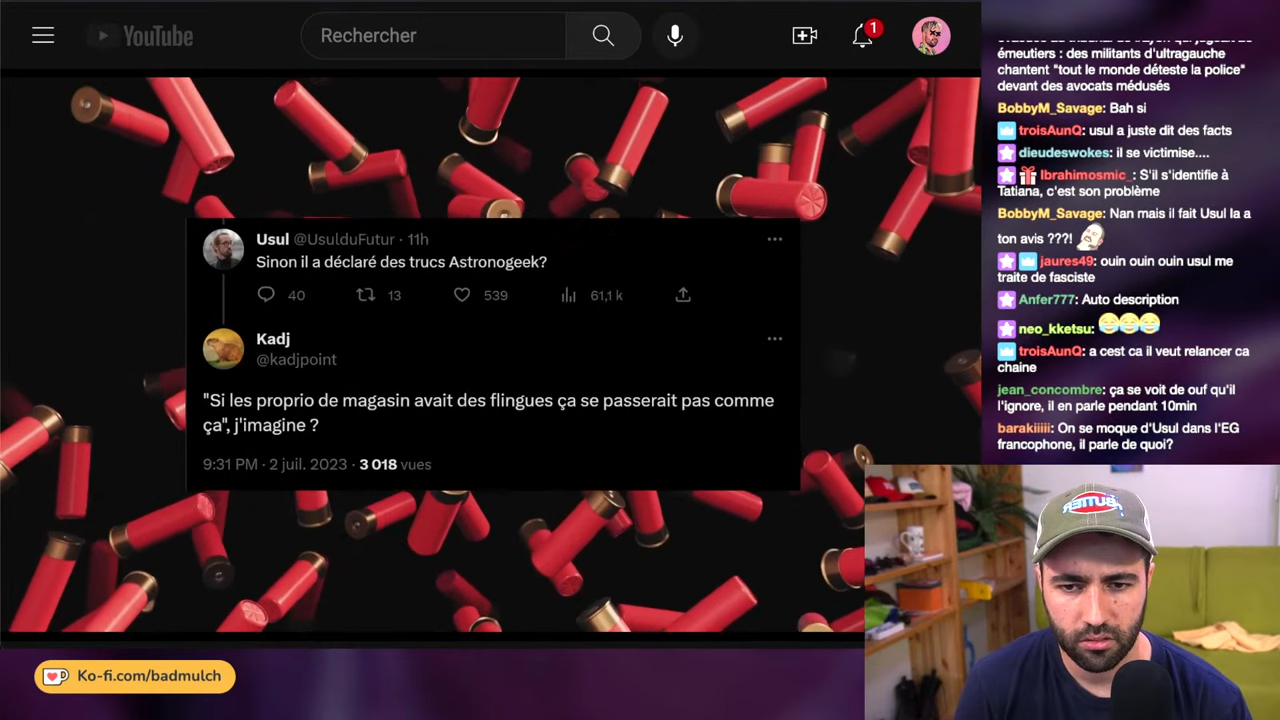 YouTube
Rechercher
1
Usul @UsulduFutur · 11h
Sinon il a déclaré des trucs Astronogeek?
40 13 539 61,1 k
Kadj
@kadjpoint
"Si les proprio de magasin avait des flingues ça se passerait pas comme
ça", j'imagine ?
9:31 PM · 2 juil. 2023 · 3 018 vues
Ko-fi.com/badmulch
émeutiers : des militants d'ultragauche
chantent "tout le monde déteste la police"
devant des avocats médusés
BobbyM_Savage: Bah si
troisAunQ: usul a juste dit des facts
dieudeswokes: il se victimise....
Ibrahimosmic : S'il s'identifie à
Tatiana, c'est son problème
BobbyM_Savage: Nan mais il fait Usul la a
ton avis ???!
jaures49: ouin ouin ouin usul me
traite de fasciste
Anfer777: Auto description
neo_kketsu:
troisAunQ: a cest ca il veut relancer ca
chaine
jean_concombre: ça se voit de ouf qu'il
l'ignore, il en parle pendant 10min
barakiiiii: On se moque d'Usul dans l'EG
francophone, il parle de quoi?